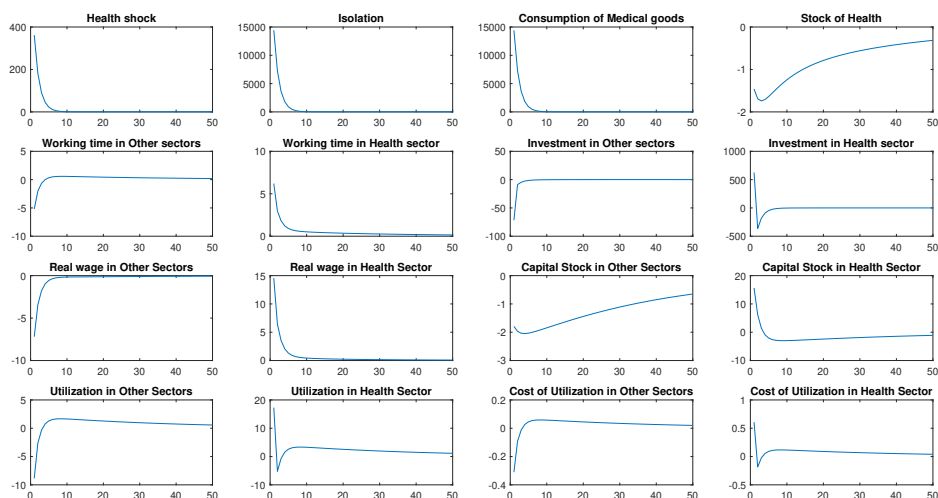 Health shock
400
200
0
0 10 20 30 40 50
Isolation
15000
10000
5000
0
0 10 20 30 40 50
Consumption of Medical goods
15000
10000
5000
0
0 10 20 30 40 50
Stock of Health
0
-1
-2
0 10 20 30 40 50
Working time in Other sectors
5
0
-5
-10
0 10 20 30 40 50
Working time in Health sector
10
5
0
0 10 20 30 40 50
Investment in Other sectors
50
0
-50
-100
0 10 20 30 40 50
Investment in Health sector
1000
500
0
-500
0 10 20 30 40 50
Real wage in Other Sectors
0
-5
-10
0 10 20 30 40 50
Real wage in Health Sector
15
10
5
0
0 10 20 30 40 50
Capital Stock in Other Sectors
0
-1
-2
-3
0 10 20 30 40 50
Capital Stock in Health Sector
20
10
0
-10
0 10 20 30 40 50
Utilization in Other Sectors
5
0
-5
-10
0 10 20 30 40 50
Utilization in Health Sector
20
10
0
-10
0 10 20 30 40 50
Cost of Utilization in Other Sectors
0.2
0
-0.2
-0.4
0 10 20 30 40 50
Cost of Utilization in Health Sector
1
0.5
0
-0.5
0 10 20 30 40 50